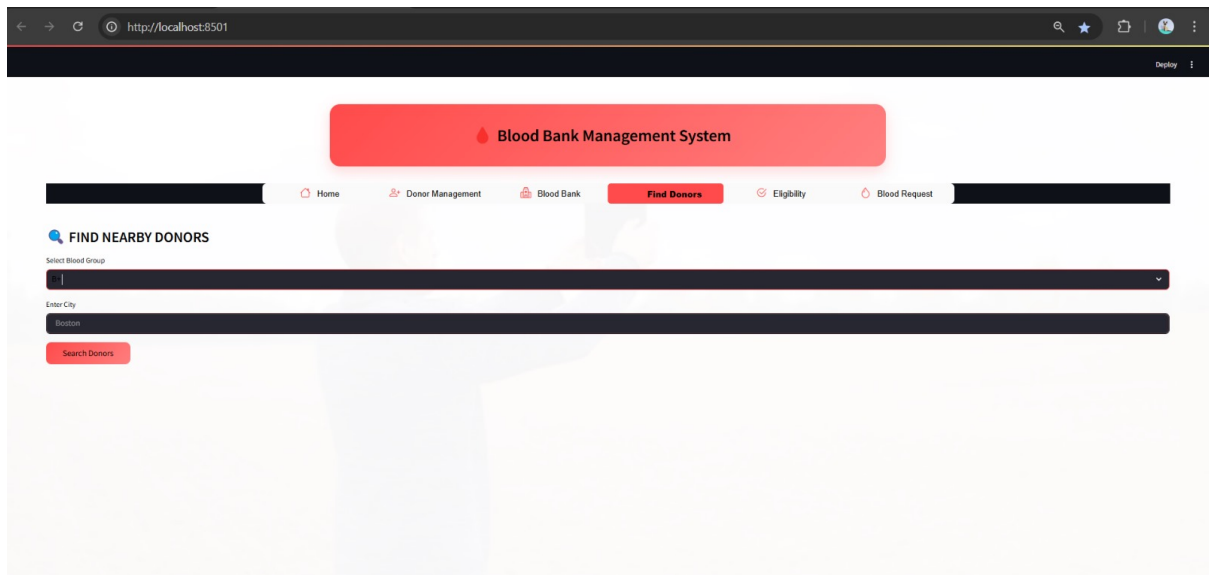 http://localhost:8501
Deploy
Blood Bank Management System
Home Donor Management Blood Bank Find Donors Eligibility Blood Request
FIND NEARBY DONORS
Select Blood Group
Enter City
Boston
Search Donors